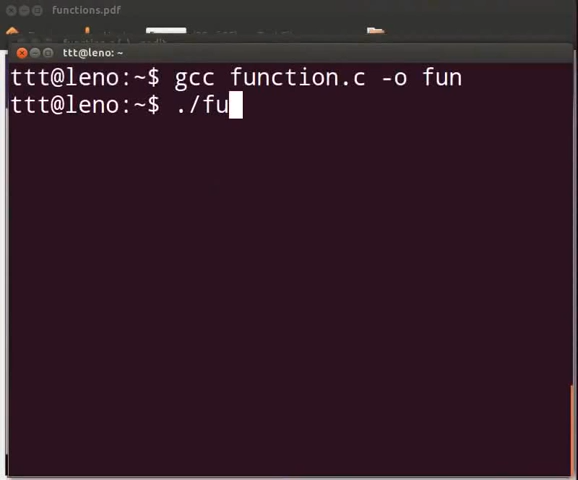 functions.pdf
ttt@leno: ~
ttt@leno:~$ gcc function.c -o fun
ttt@leno:~$ ./fu